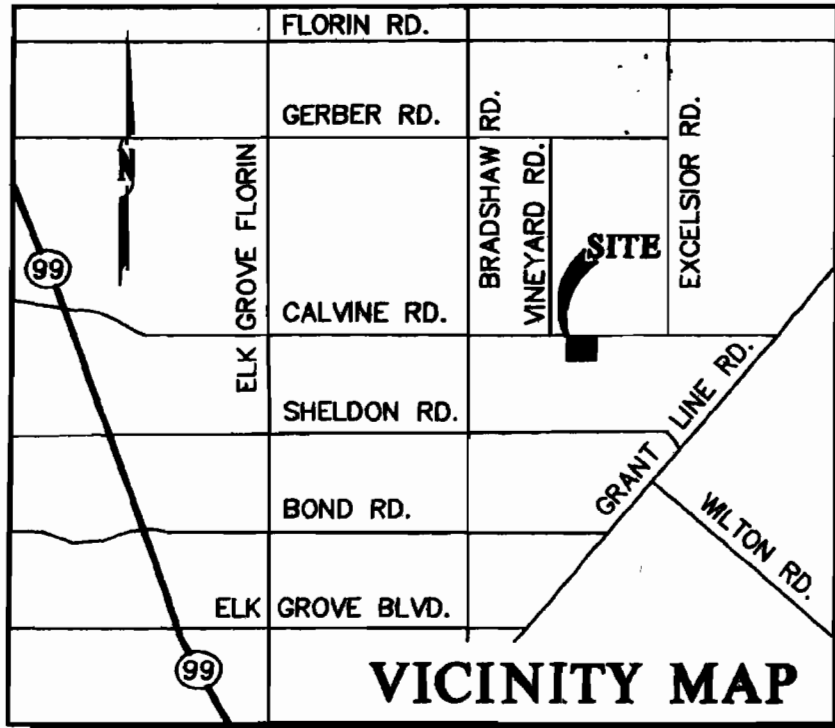 FLORIN RD.
GERBER RD.
N
ELK GROVE FLORIN
BRADSHAW RD.
VINEYARD RD.
EXCELSIOR RD.
SITE
99
CALVINE RD.
SHELDON RD.
GRANT LINE RD.
BOND RD.
WILTON RD.
ELK GROVE BLVD.
99
VICINITY MAP